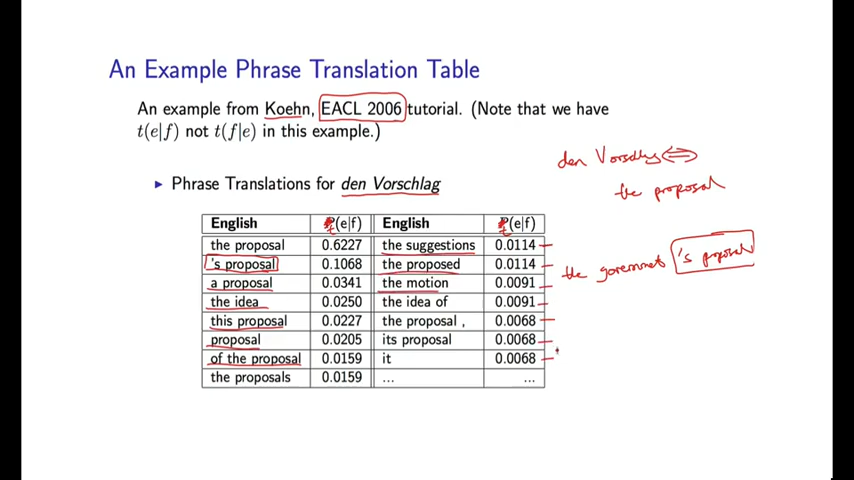 An Example Phrase Translation Table
An example from Koehn, EACL 2006 tutorial. (Note that we have
t(e|f) not t(f|e) in this example.)
▶ Phrase Translations for den Vorschlag
English t(e|f) English t(e|f)
the proposal 0.6227 the suggestions 0.0114
's proposal 0.1068 the proposed 0.0114
a proposal 0.0341 the motion 0.0091
the idea 0.0250 the idea of 0.0091
this proposal 0.0227 the proposal , 0.0068
proposal 0.0205 its proposal 0.0068
of the proposal 0.0159 it 0.0068
the proposals 0.0159 ... ...
den Vorschlag ⇔
the proposal
the government 's proposal